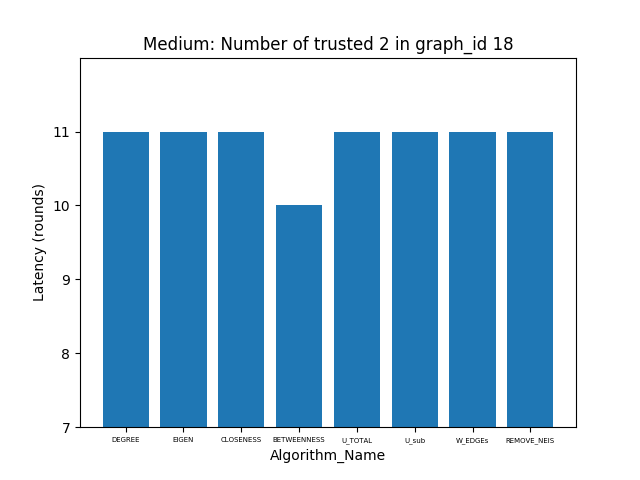 Medium: Number of trusted 2 in graph_id 18
Latency (rounds)
11
10
9
8
7
DEGREE EIGEN CLOSENESS BETWEENNESS U_TOTAL U_sub W_EDGEs REMOVE_NEIS
Algorithm_Name